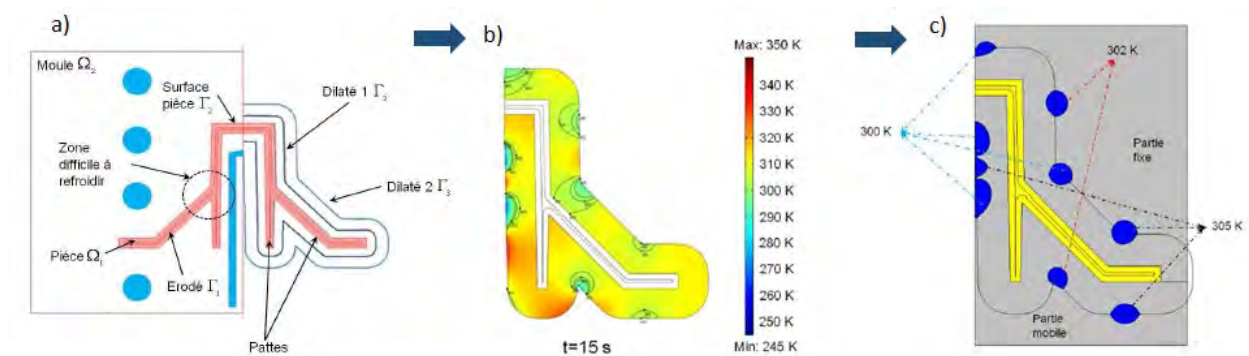 a)
Moule Ω₂
Surface
pièce Γ₂
Dilaté 1 Γ₃
Zone
difficile à
refroidir
Dilaté 2 Γ₃
Pièce Ω₁
Erodé Γ₁
Pattes
b)
t=15 s
Max: 350 K
340 K
330 K
320 K
310 K
300 K
290 K
280 K
270 K
260 K
250 K
Min: 245 K
c)
302 K
300 K
Partie
fixe
305 K
Partie
mobile